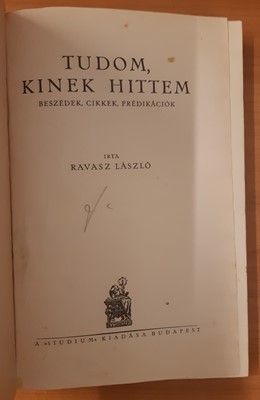 TUDOM,
KINEK HITTEM
BESZÉDEK, CIKKEK, PRÉDIKÁCIÓK
IRTA
RAVASZ LÁSZLÓ
A «STUDIUM» KIADÁSA BUDAPEST